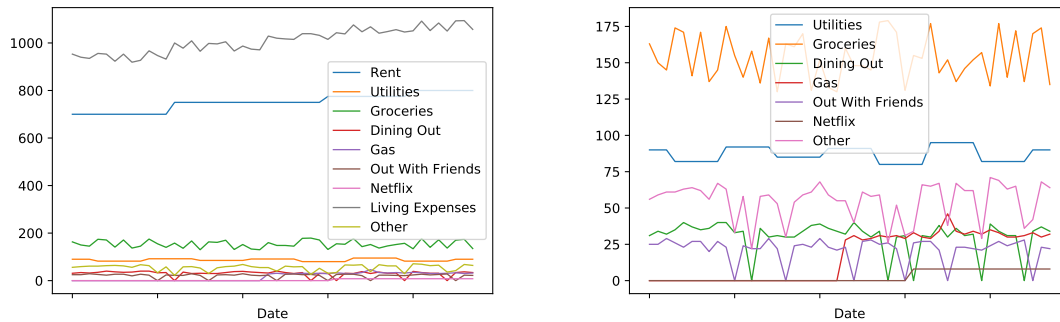 1000
800
600
400
200
0
Rent
Utilities
Groceries
Dining Out
Gas
Out With Friends
Netflix
Living Expenses
Other
Date
175
150
125
100
75
50
25
0
Utilities
Groceries
Dining Out
Gas
Out With Friends
Netflix
Other
Date